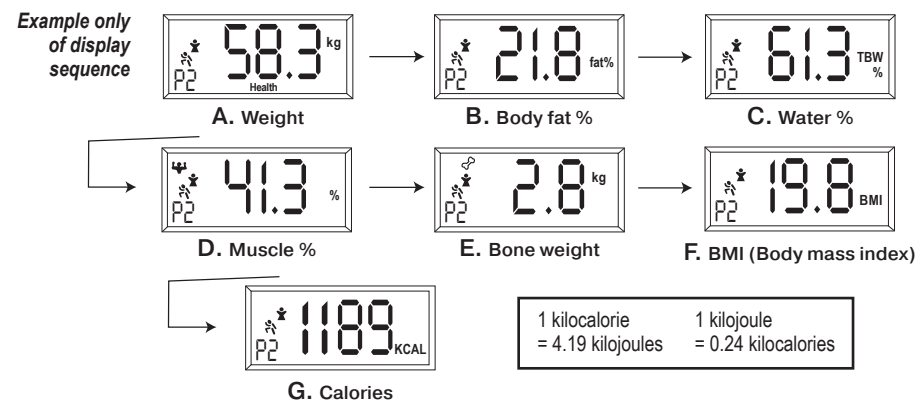 Example only
of display
sequence
58.3 kg
P2
Health
A. Weight
21.8 fat%
P2
B. Body fat %
61.3 TBW
%
P2
C. Water %
41.3 %
P2
D. Muscle %
2.8 kg
P2
E. Bone weight
19.8 BMI
P2
F. BMI (Body mass index)
1189 KCAL
P2
G. Calories
1 kilocalorie
= 4.19 kilojoules
1 kilojoule
= 0.24 kilocalories